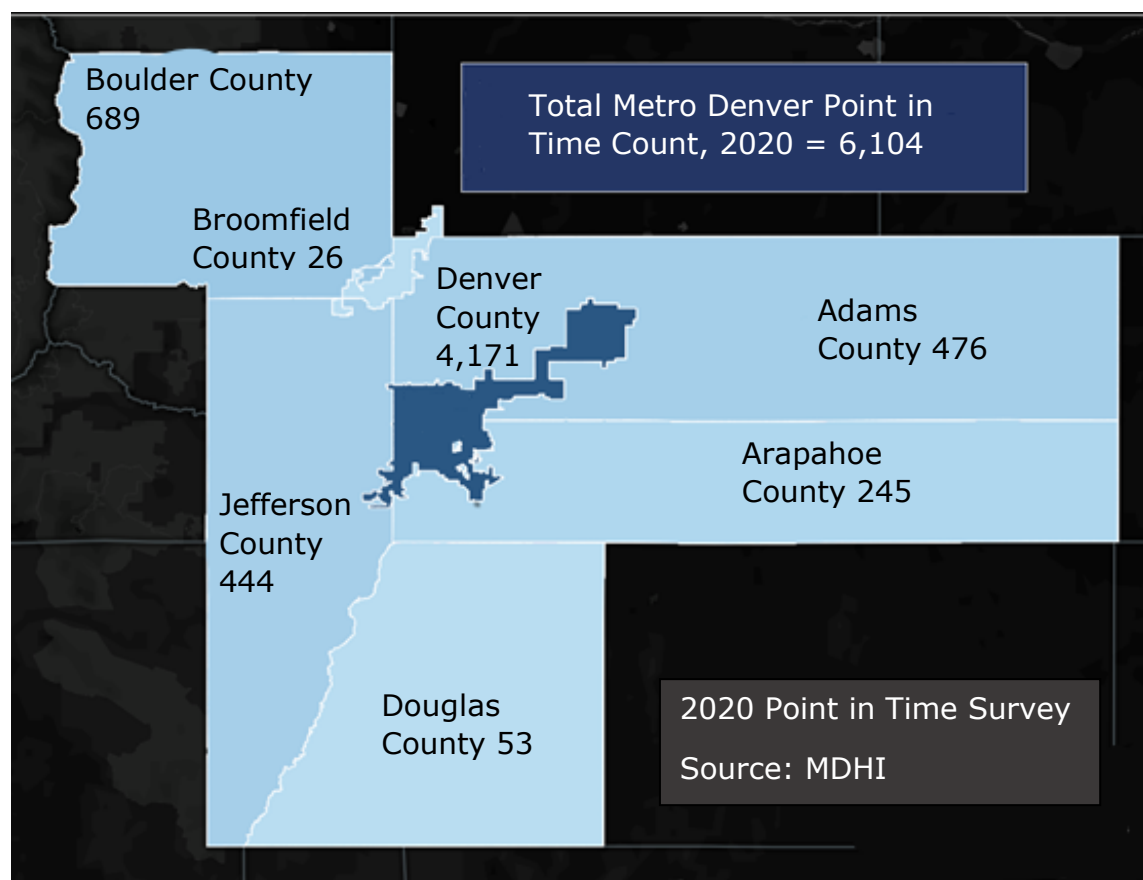 Boulder County
689
Total Metro Denver Point in
Time Count, 2020 = 6,104
Broomfield
County 26
Denver
County
4,171
Adams
County 476
Arapahoe
County 245
Jefferson
County
444
Douglas
County 53
2020 Point in Time Survey
Source: MDHI